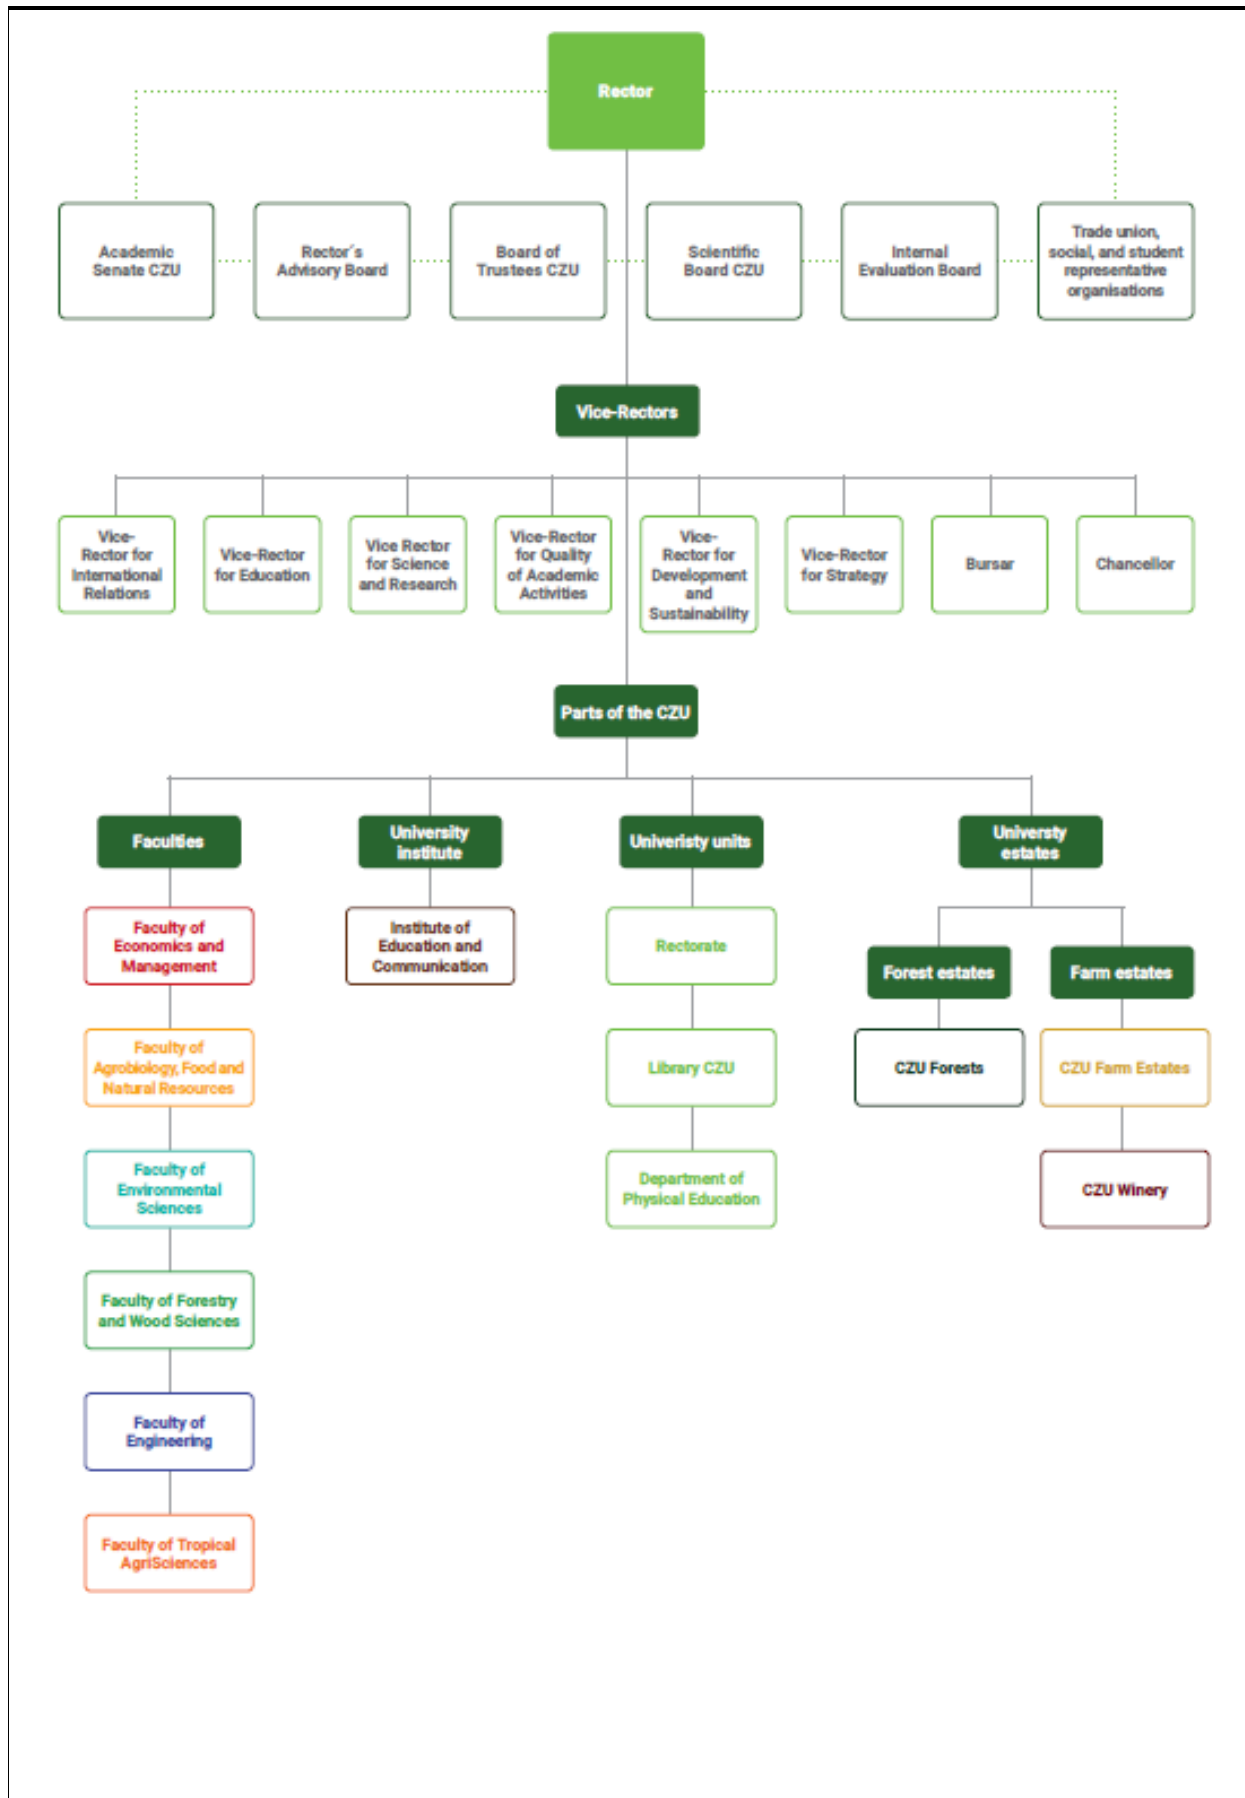 Rector
Academic
Senate CZU
Rector´s
Advisory Board
Board of
Trustees CZU
Scientific
Board CZU
Internal
Evaluation Board
Trade union,
social, and student
representative
organisations
Vice-Rectors
Vice-
Rector for
International
Relations
Vice-Rector
for Education
Vice Rector
for Science
and Research
Vice-Rector
for Quality
of Academic
Activities
Vice-
Rector for
Development
and
Sustainability
Vice-Rector
for Strategy
Bursar
Chancellor
Parts of the CZU
Faculties
Faculty of
Economics and
Management
Faculty of
Agrobiology, Food and
Natural Resources
Faculty of
Environmental
Sciences
Faculty of Forestry
and Wood Sciences
Faculty of
Engineering
Faculty of Tropical
AgriSciences
University
institute
Institute of
Education and
Communication
Univeristy units
Rectorate
Library CZU
Department of
Physical Education
Universty
estates
Forest estates
CZU Forests
Farm estates
CZU Farm Estates
CZU Winery